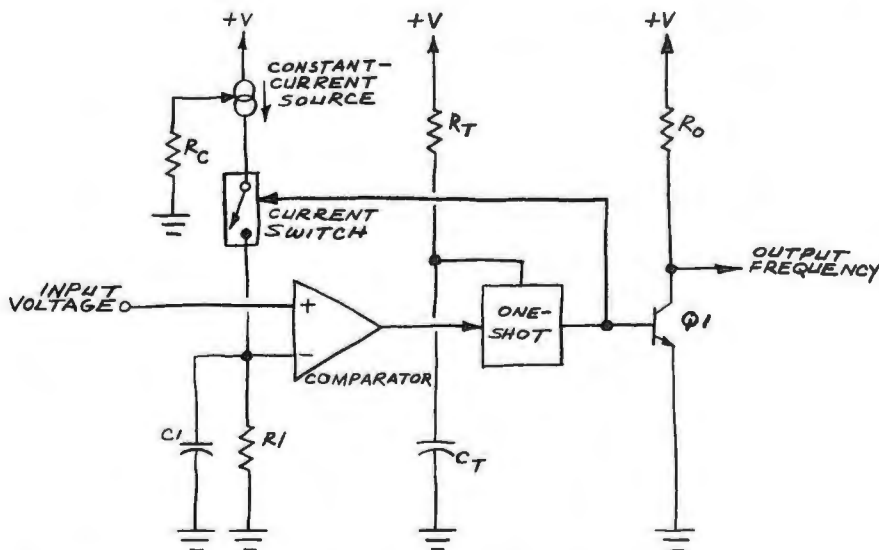 +V
+V
+V
CONSTANT-
CURRENT
SOURCE
RC
RT
RO
CURRENT
SWITCH
OUTPUT
FREQUENCY
INPUT
VOLTAGE
+
ONE-
SHOT
Q1
−
COMPARATOR
C1
R1
CT